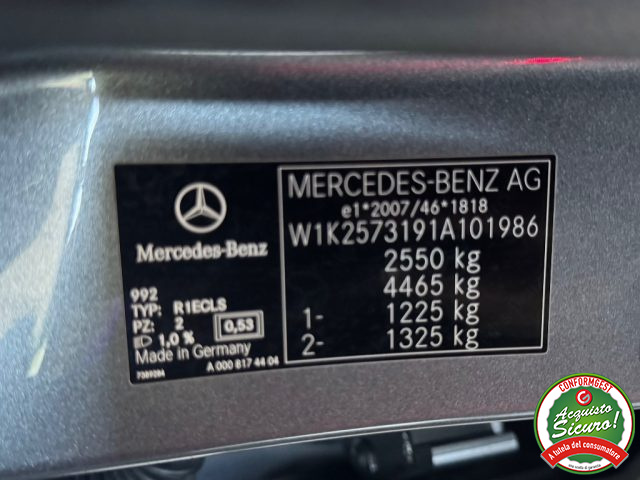 Mercedes-Benz
992
TYP: R1ECLS
PZ: 2
0,53
1,0 %
Made in Germany
A 000 817 44 04
7369294
MERCEDES-BENZ AG
e1*2007/46*1818
W1K2573191A101986
2550 kg
4465 kg
1- 1225 kg
2- 1325 kg
CONFORMGEST
Acquisto
Sicuro!
A tutela del consumatore